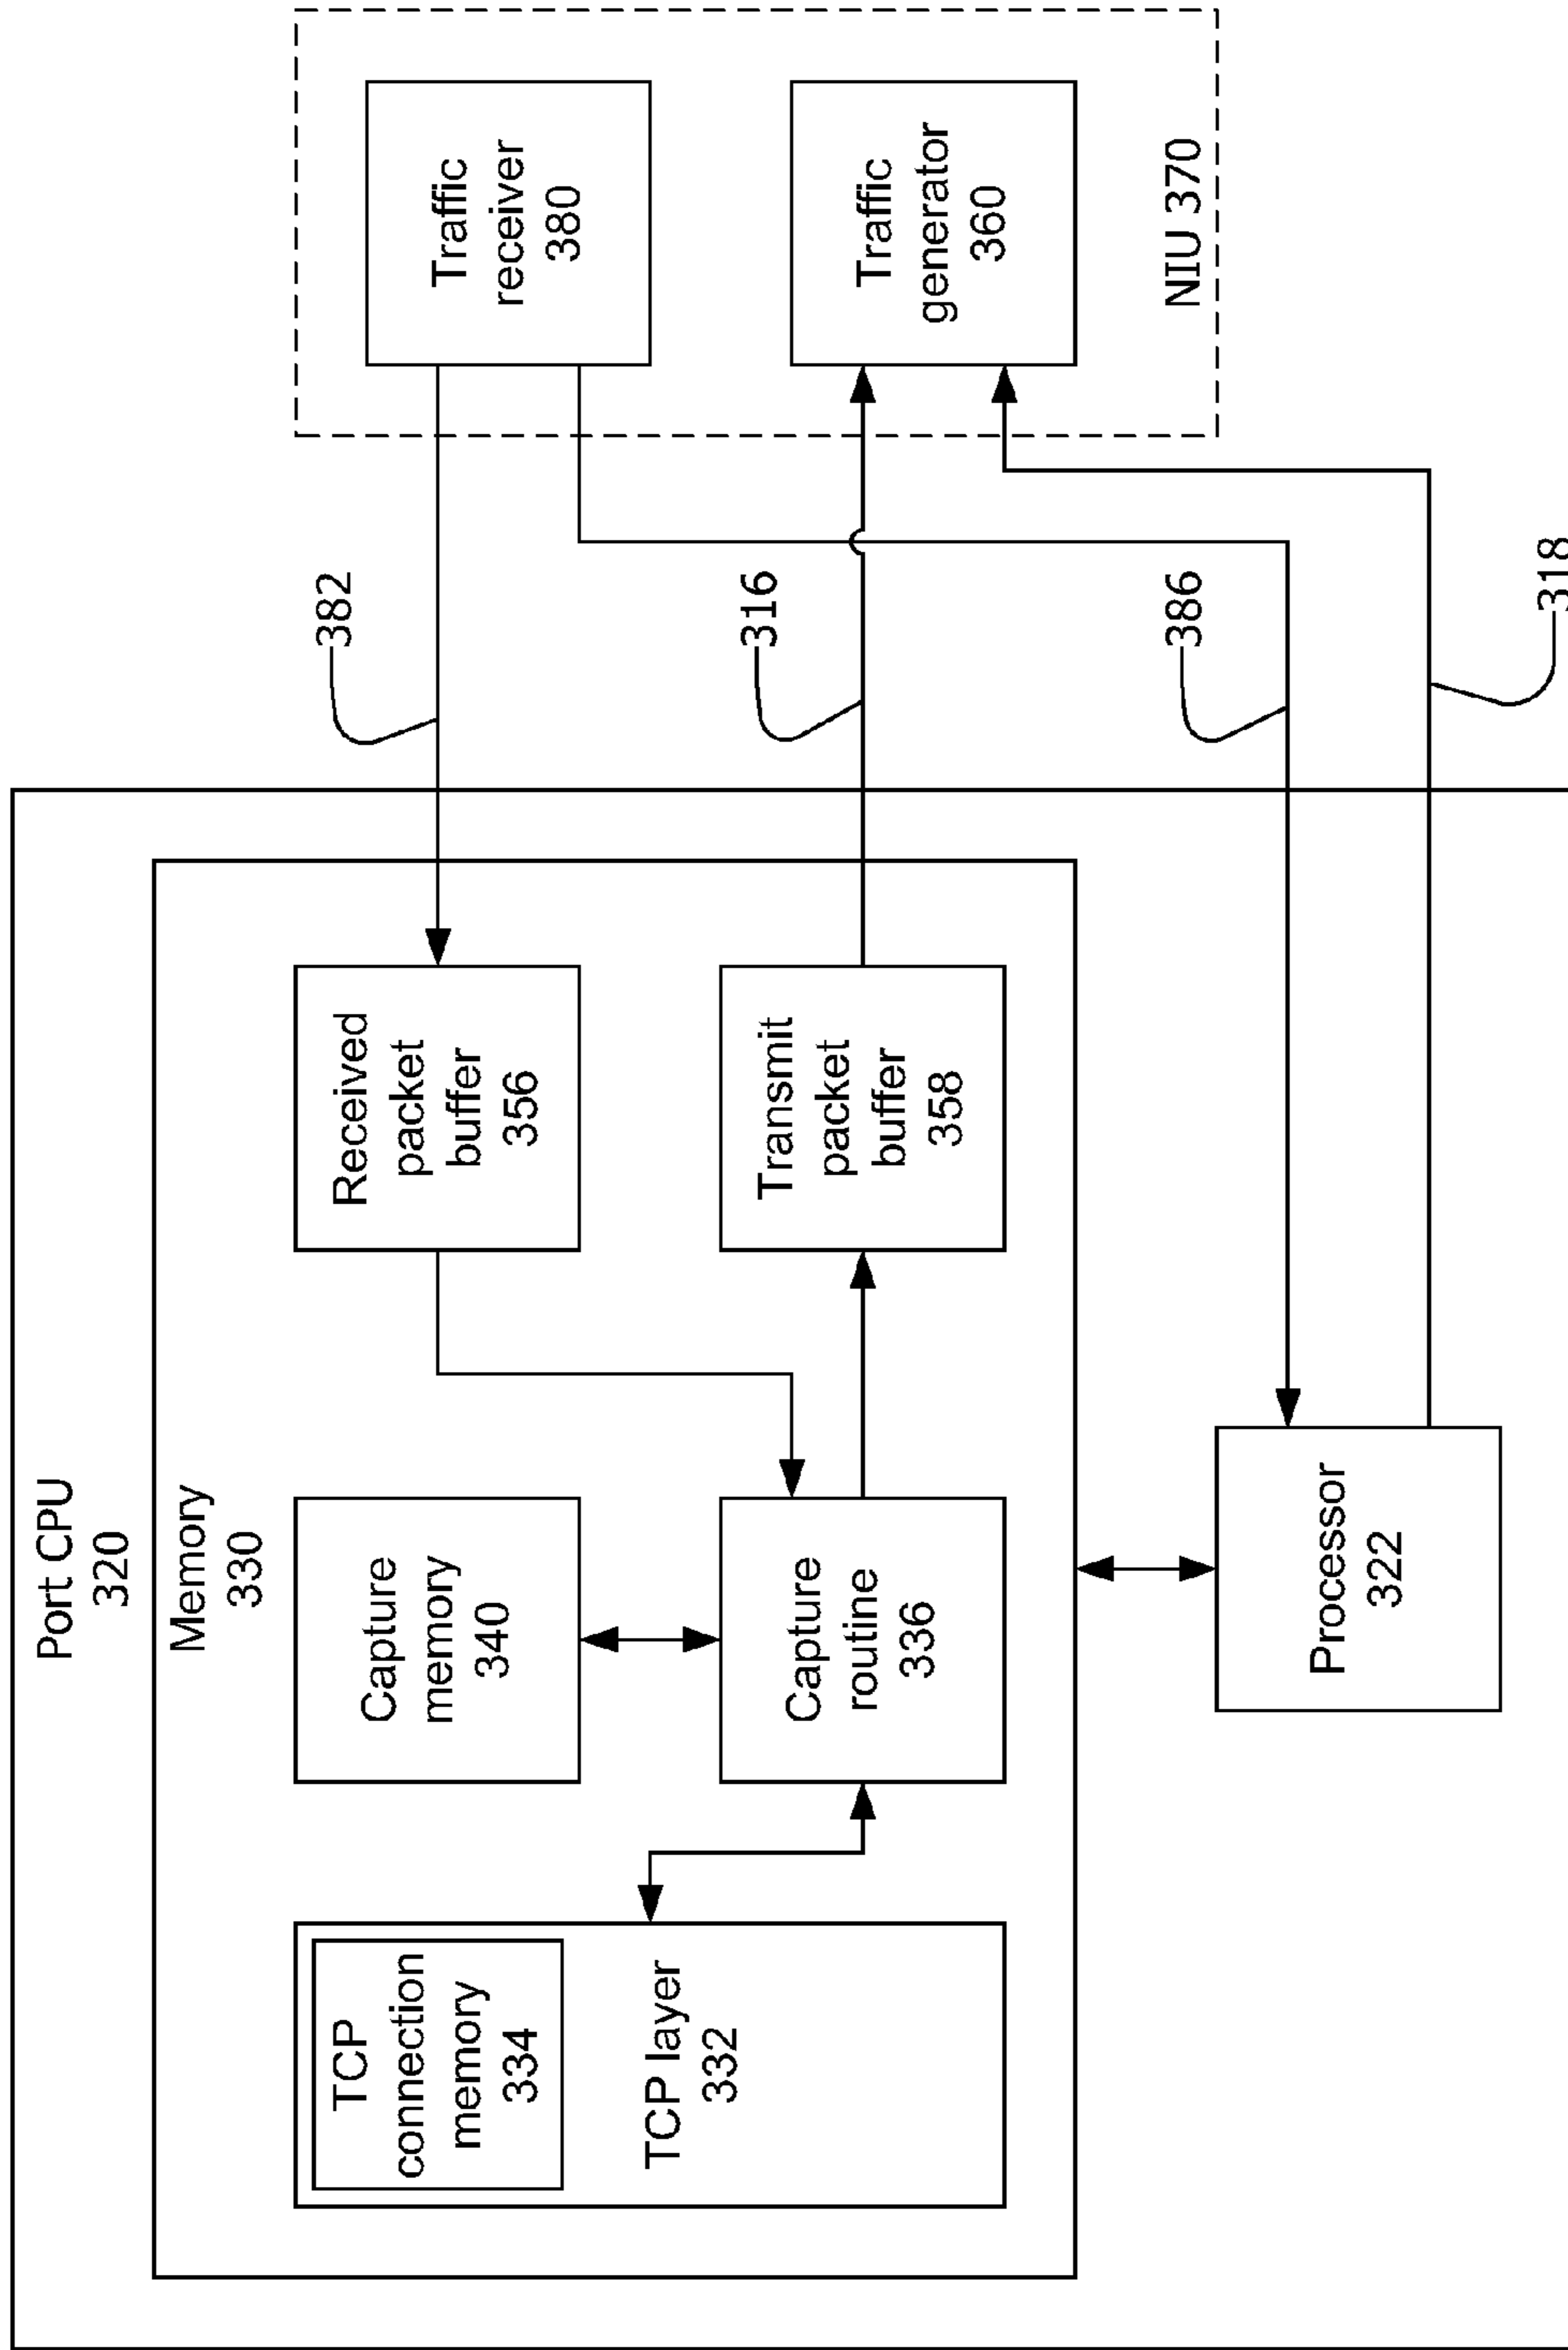 Port CPU
320
Memory
330
TCP
connection
memory
334
TCP layer
332
Capture
memory
340
Capture
routine
336
Received
packet
buffer
356
Transmit
packet
buffer
358
Processor
322
382
316
386
318
Traffic
receiver
380
Traffic
generator
360
NIU 370